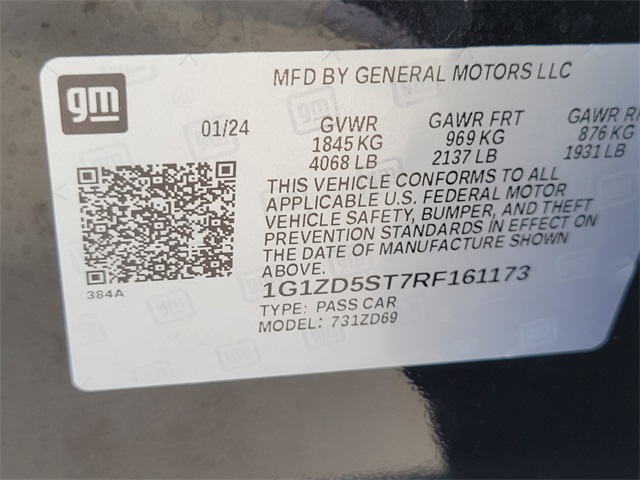 MFD BY GENERAL MOTORS LLC
gm
01/24
GVWR
1845 KG
4068 LB
GAWR FRT
969 KG
2137 LB
GAWR RR
876 KG
1931 LB
THIS VEHICLE CONFORMS TO ALL
APPLICABLE U.S. FEDERAL MOTOR
VEHICLE SAFETY, BUMPER, AND THEFT
PREVENTION STANDARDS IN EFFECT ON
THE DATE OF MANUFACTURE SHOWN
ABOVE.
384A
1G1ZD5ST7RF161173
TYPE: PASS CAR
MODEL: 731ZD69